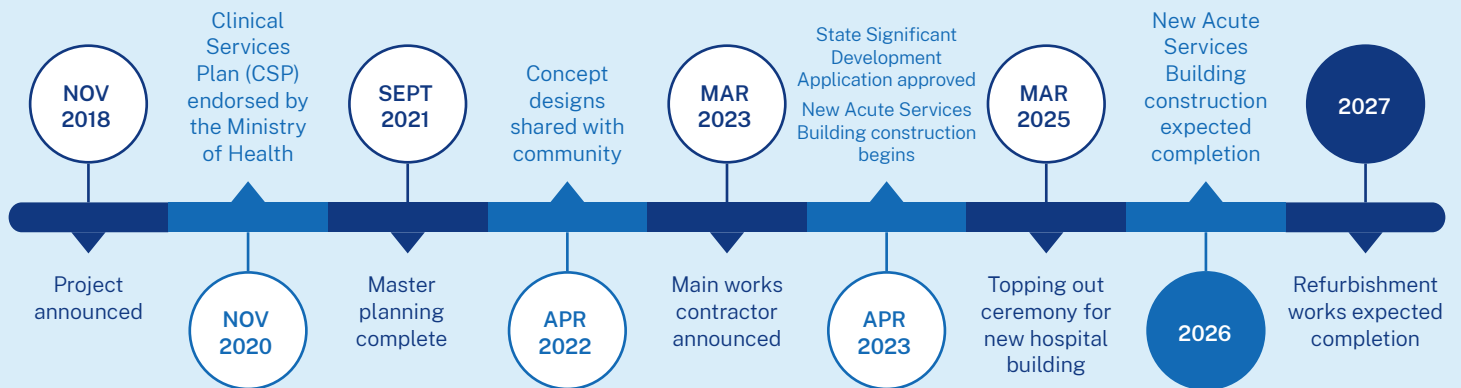 NOV
2018
Project
announced
Clinical
Services
Plan (CSP)
endorsed by
the Ministry
of Health
NOV
2020
SEPT
2021
Master
planning
complete
Concept
designs
shared with
community
APR
2022
MAR
2023
Main works
contractor
announced
State Significant
Development
Application approved
New Acute Services
Building construction
begins
APR
2023
MAR
2025
Topping out
ceremony for
new hospital
building
New Acute
Services
Building
construction
expected
completion
2026
2027
Refurbishment
works expected
completion